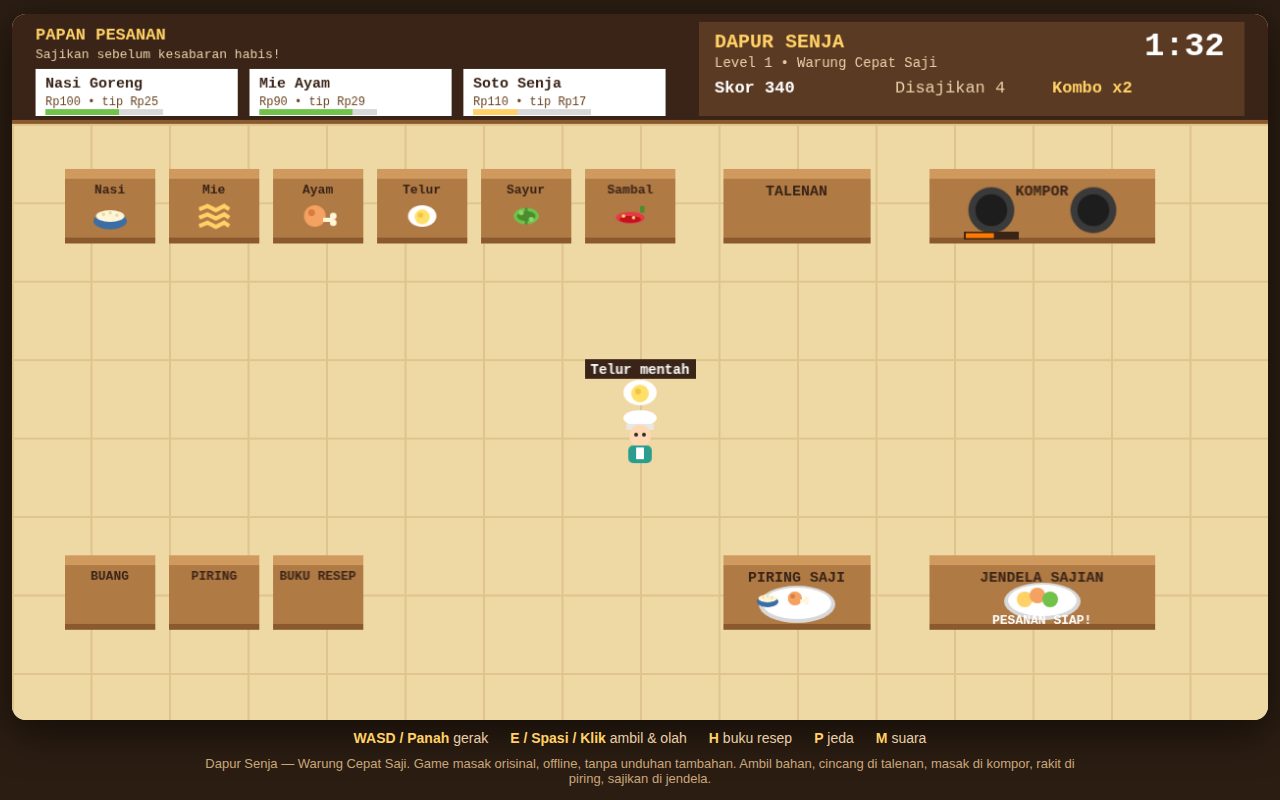 PAPAN PESANAN
Sajikan sebelum kesabaran habis!
Nasi Goreng
Rp100 • tip Rp25
Mie Ayam
Rp90 • tip Rp29
Soto Senja
Rp110 • tip Rp17
DAPUR SENJA
1:32
Level 1 • Warung Cepat Saji
Skor 340
Disajikan 4
Kombo x2
Nasi
Mie
Ayam
Telur
Sayur
Sambal
TALENAN
KOMPOR
Telur mentah
BUANG
PIRING
BUKU RESEP
PIRING SAJI
JENDELA SAJIAN
PESANAN SIAP!
WASD / Panah gerak E / Spasi / Klik ambil & olah H buku resep P jeda M suara
Dapur Senja — Warung Cepat Saji. Game masak orisinal, offline, tanpa unduhan tambahan. Ambil bahan, cincang di talenan, masak di kompor, rakit di
piring, sajikan di jendela.